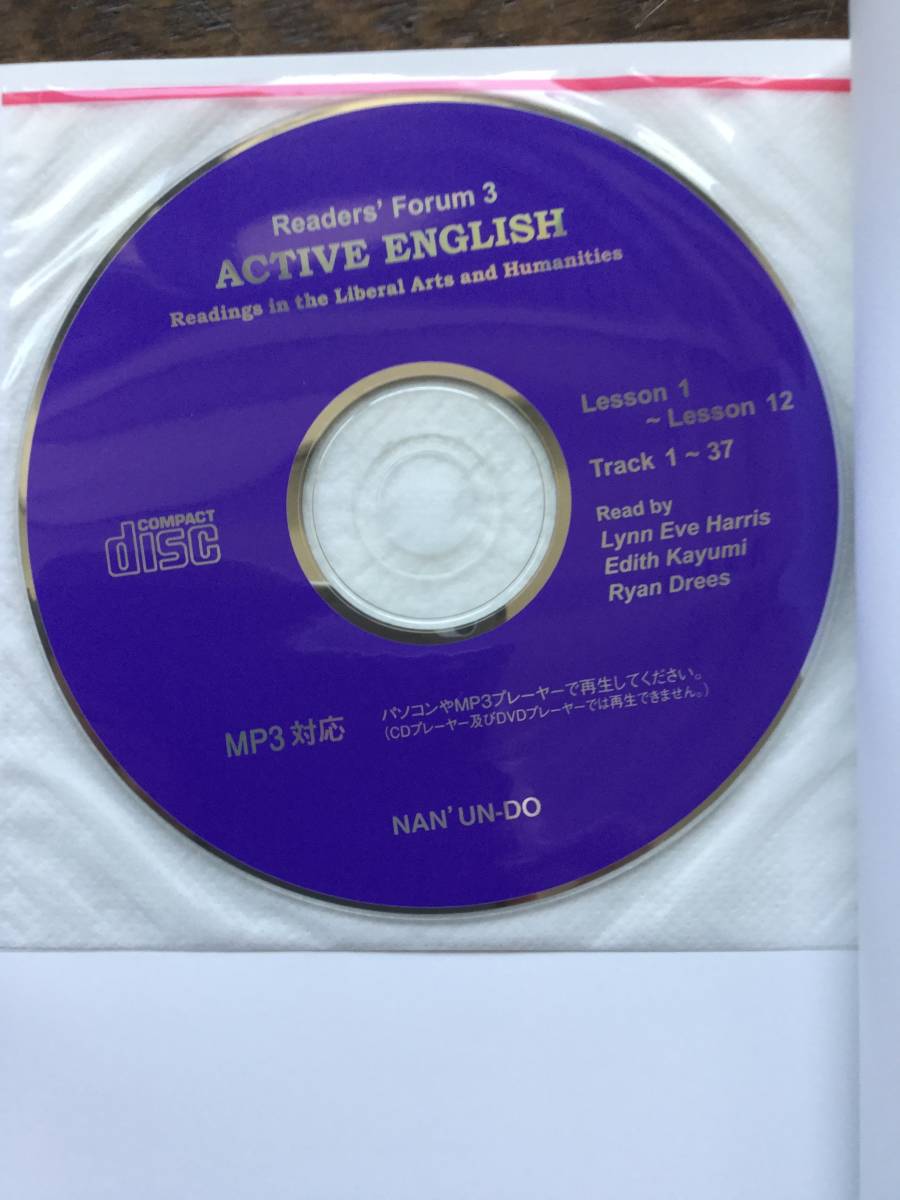 Readers' Forum 3
ACTIVE ENGLISH
Readings in the Liberal Arts and Humanities
Lesson 1
~ Lesson 12
Track 1 ~ 37
Read by
Lynn Eve Harris
Edith Kayumi
Ryan Drees
COMPACT
disc
MP3 対応
パソコンやMP3プレーヤーで再生してください。
(CDプレーヤー及びDVDプレーヤーでは再生できません。)
NAN' UN-DO